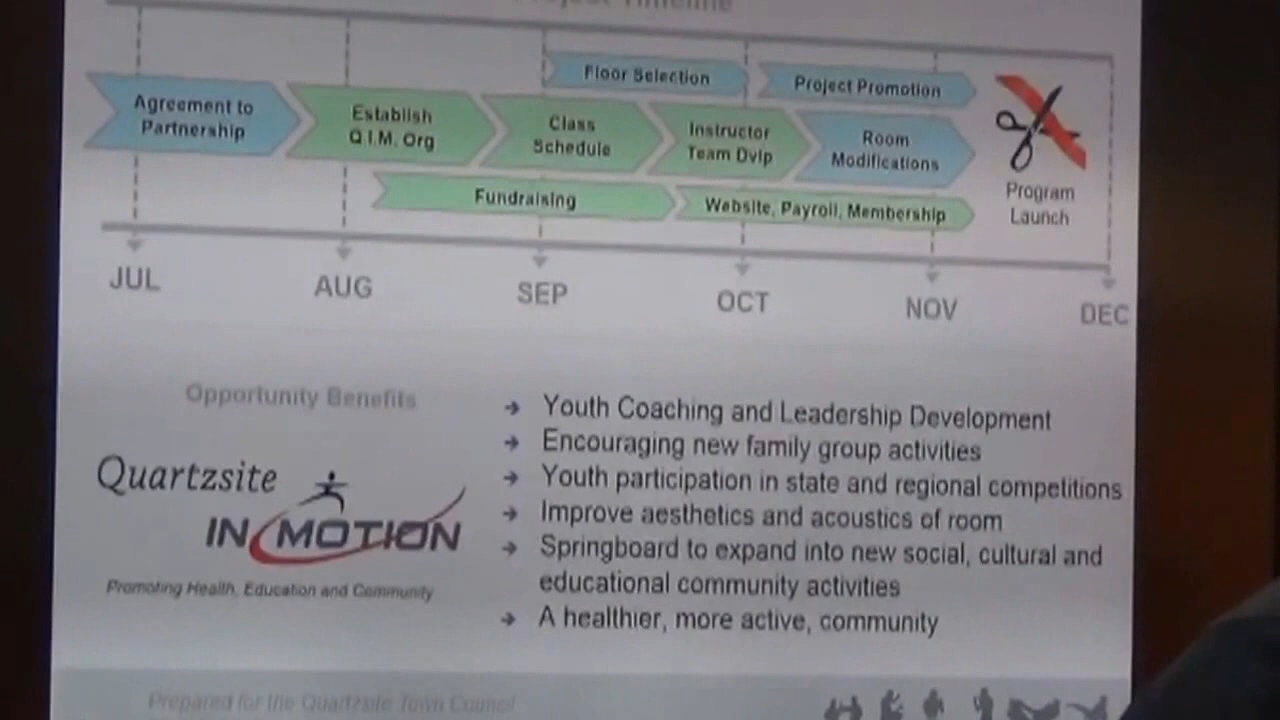 Project Timeline
Floor Selection
Project Promotion
Agreement to
Partnership
Establish
Q.I.M. Org
Class
Schedule
Instructor
Team Dvlp
Room
Modifications
Fundraising
Website, Payroll, Membership
Program
Launch
JUL
AUG
SEP
OCT
NOV
DEC
Opportunity Benefits
Quartzsite
IN MOTION
Promoting Health, Education and Community
Youth Coaching and Leadership Development
Encouraging new family group activities
Youth participation in state and regional competitions
Improve aesthetics and acoustics of room
Springboard to expand into new social, cultural and
educational community activities
A healthier, more active, community
Prepared for the Quartzsite Town Council